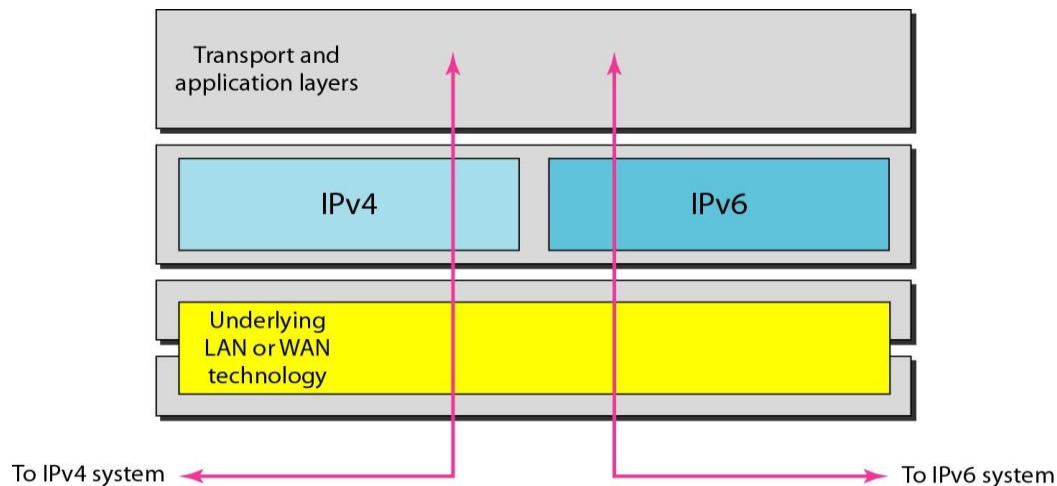 Transport and
application layers
IPv4
IPv6
Underlying
LAN or WAN
technology
To IPv4 system
To IPv6 system